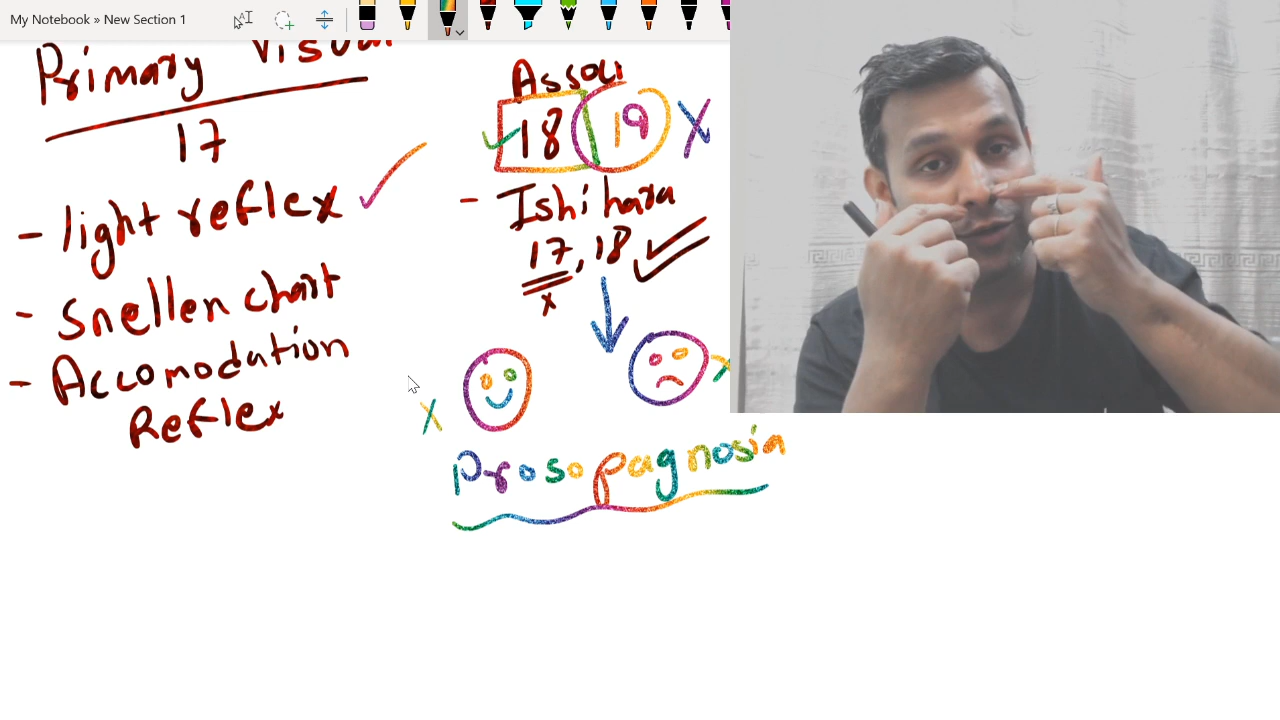 My Notebook » New Section 1
Primary Visual
17
- light reflex
- Snellen chart
- Accomodation
Reflex
Associ
18 19 X
- Ishihara
17, 18
x
X
Prosopagnosia